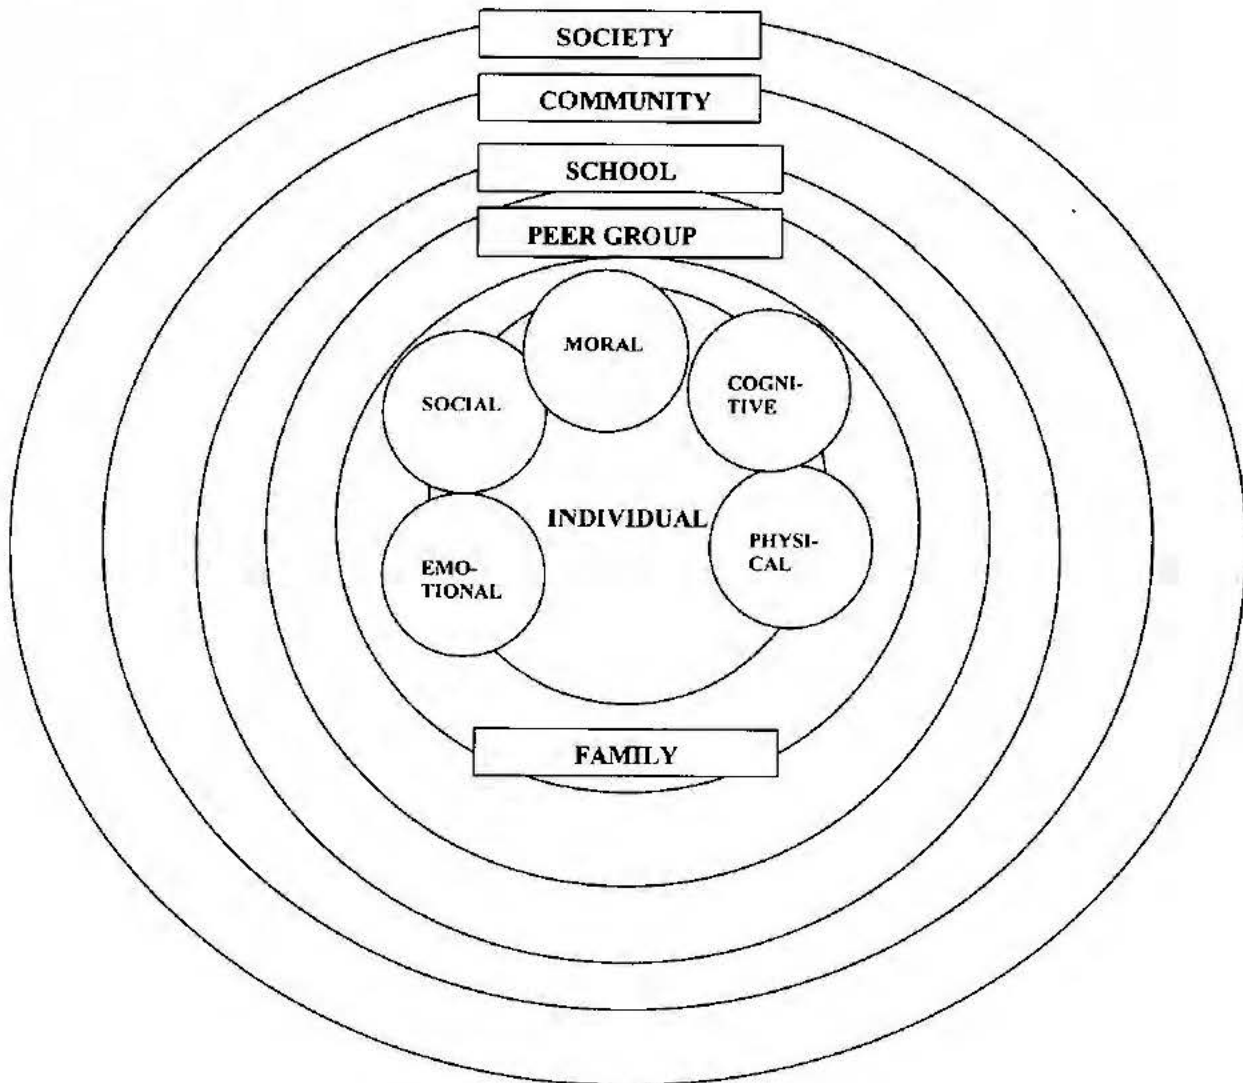 SOCIETY
COMMUNITY
SCHOOL
PEER GROUP
MORAL
SOCIAL
COGNI-
TIVE
INDIVIDUAL
EMO-
TIONAL
PHYSI-
CAL
FAMILY